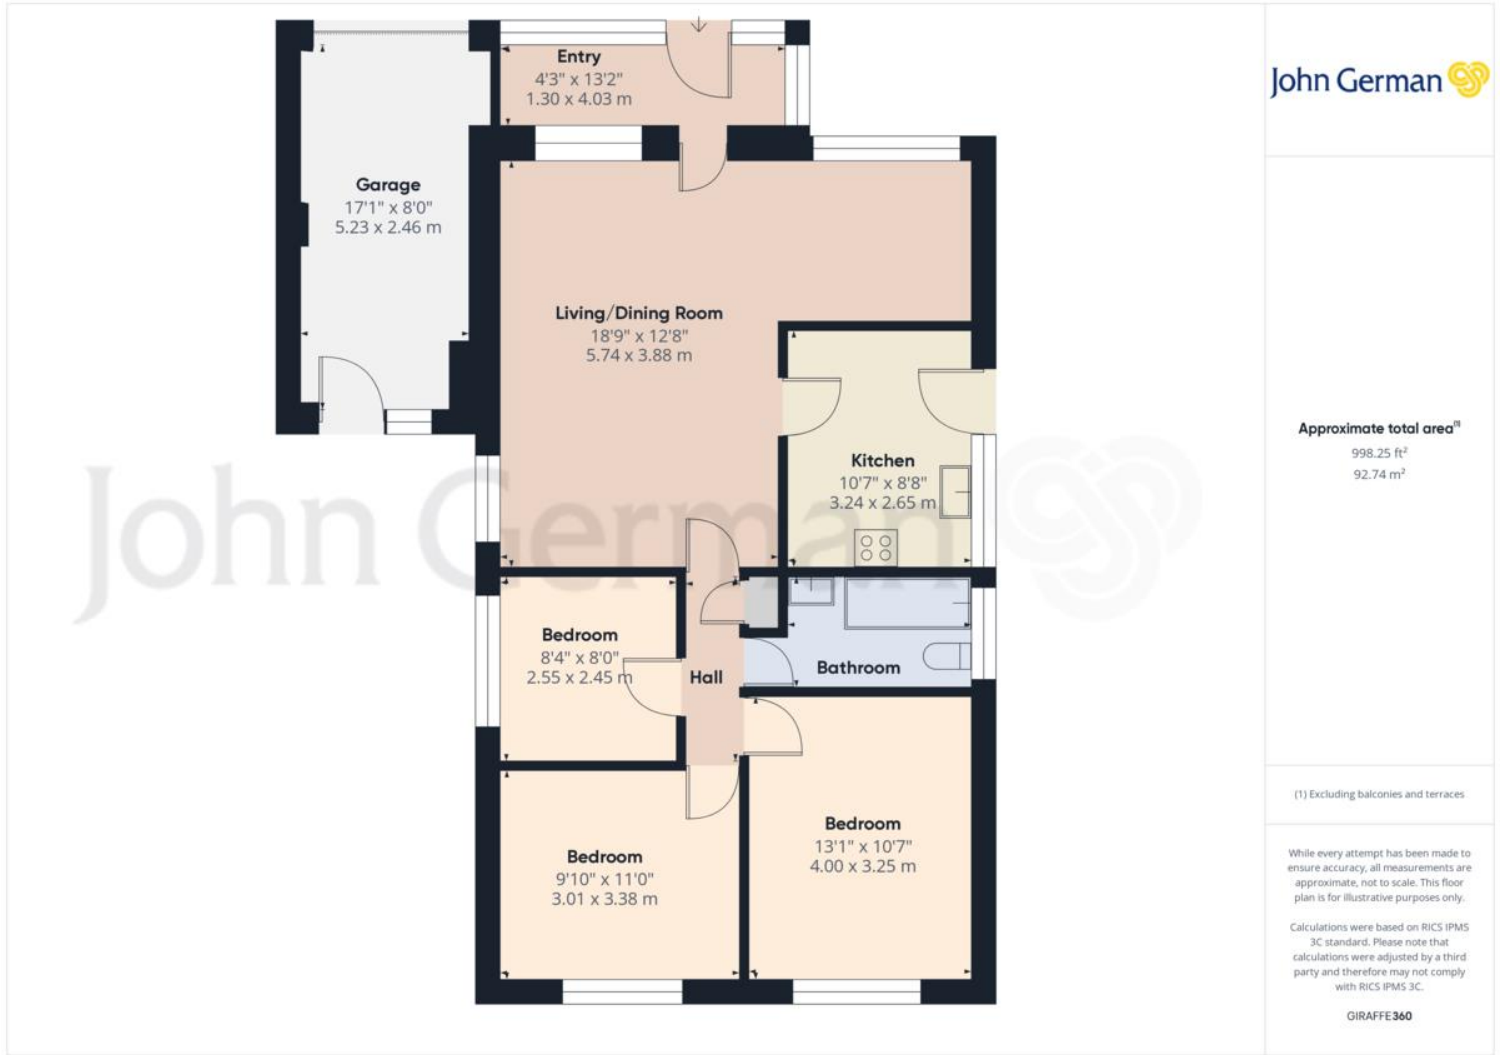 Entry
4'3" x 13'2"
1.30 x 4.03 m
Garage
17'1" x 8'0"
5.23 x 2.46 m
Living/Dining Room
18'9" x 12'8"
5.74 x 3.88 m
Kitchen
10'7" x 8'8"
3.24 x 2.65 m
John German
Bedroom
8'4" x 8'0"
2.55 x 2.45 m
Hall
Bathroom
Bedroom
9'10" x 11'0"
3.01 x 3.38 m
Bedroom
13'1" x 10'7"
4.00 x 3.25 m
John German
Approximate total area⁽¹⁾
998.25 ft²
92.74 m²
(1) Excluding balconies and terraces
While every attempt has been made to
ensure accuracy, all measurements are
approximate, not to scale. This floor
plan is for illustrative purposes only.
Calculations were based on RICS IPMS
3C standard. Please note that
calculations were adjusted by a third
party and therefore may not comply
with RICS IPMS 3C.
GIRAFFE360